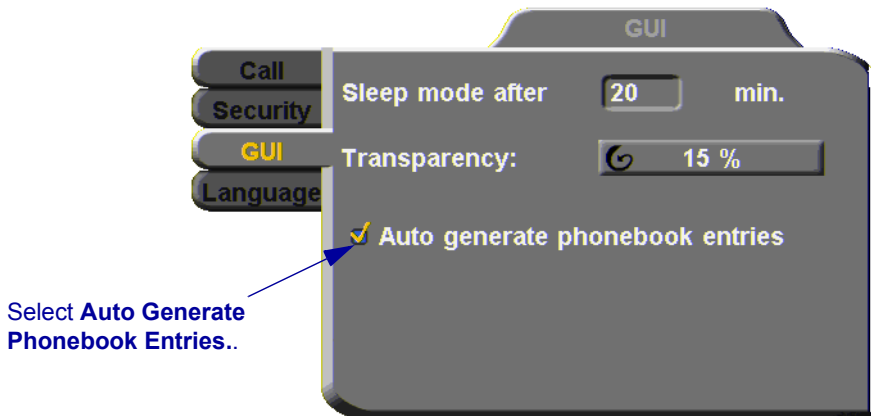 GUI
Call
Security
GUI
Language
Sleep mode after 20 min.
Transparency: 15 %
Auto generate phonebook entries
Select Auto Generate
Phonebook Entries..